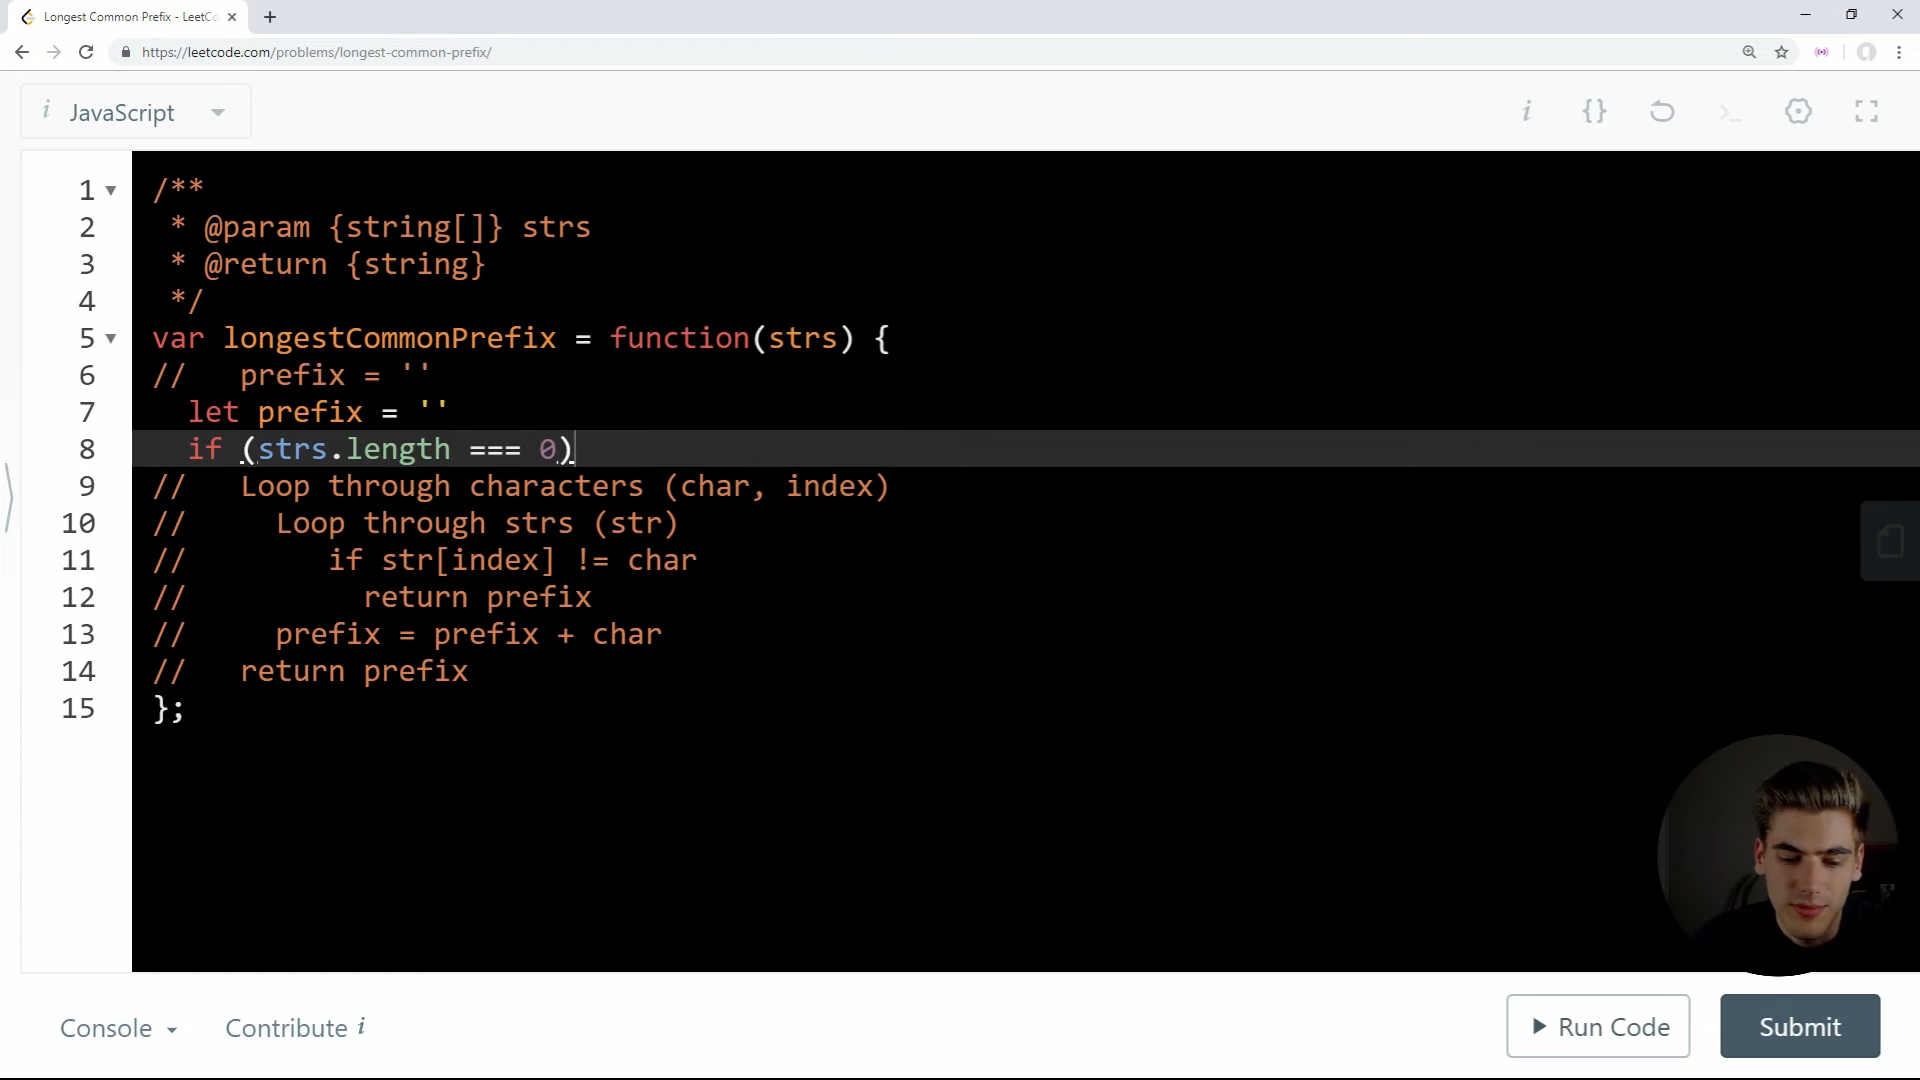 Longest Common Prefix - LeetCo
https://leetcode.com/problems/longest-common-prefix/
i JavaScript
i {} >_
1 /**
2  * @param {string[]} strs
3  * @return {string}
4  */
5 var longestCommonPrefix = function(strs) {
6 //   prefix = ''
7   let prefix = ''
8   if (strs.length === 0)
9 //   Loop through characters (char, index)
10 //     Loop through strs (str)
11 //        if str[index] != char
12 //          return prefix
13 //     prefix = prefix + char
14 //   return prefix
15 };
Console Contribute i
Run Code Submit